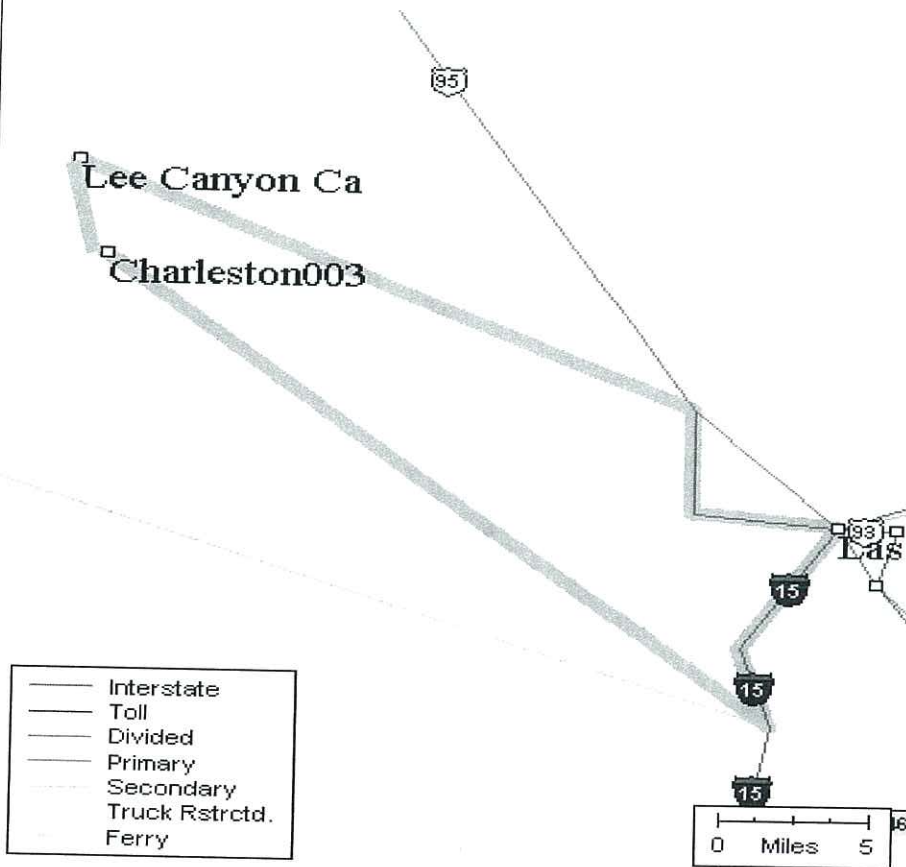 95
Lee Canyon Ca
Charleston003
93
Las
15
15
15
Interstate
Toll
Divided
Primary
Secondary
Truck Rstrctd.
Ferry
0 Miles 5